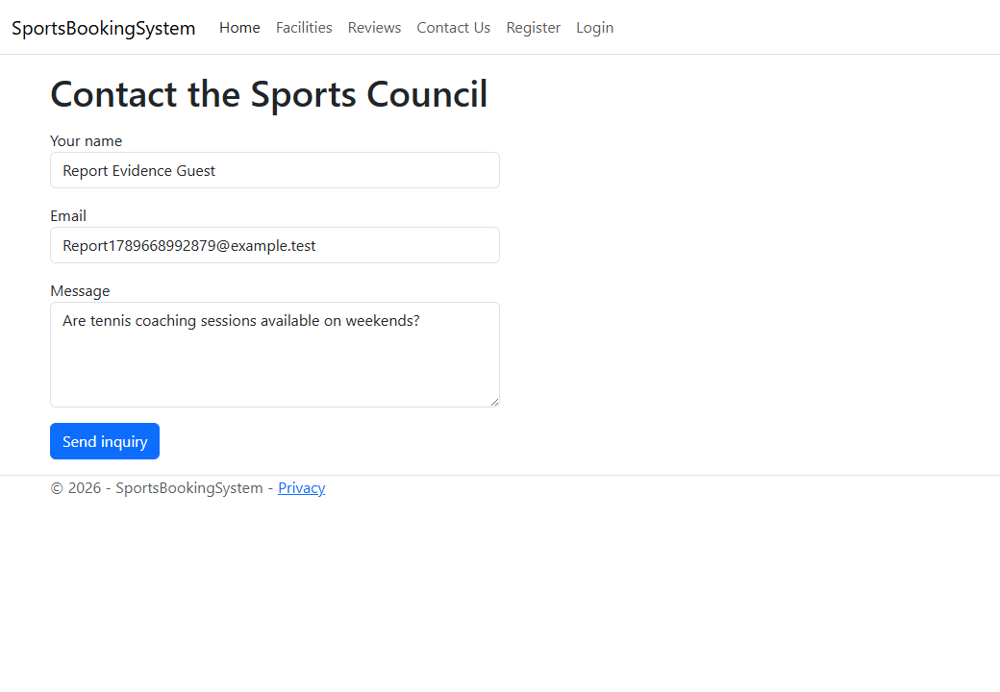 SportsBookingSystem Home Facilities Reviews Contact Us Register Login
Contact the Sports Council
Your name
Report Evidence Guest
Email
Report1789668992879@example.test
Message
Are tennis coaching sessions available on weekends?
Send inquiry
© 2026 - SportsBookingSystem - Privacy